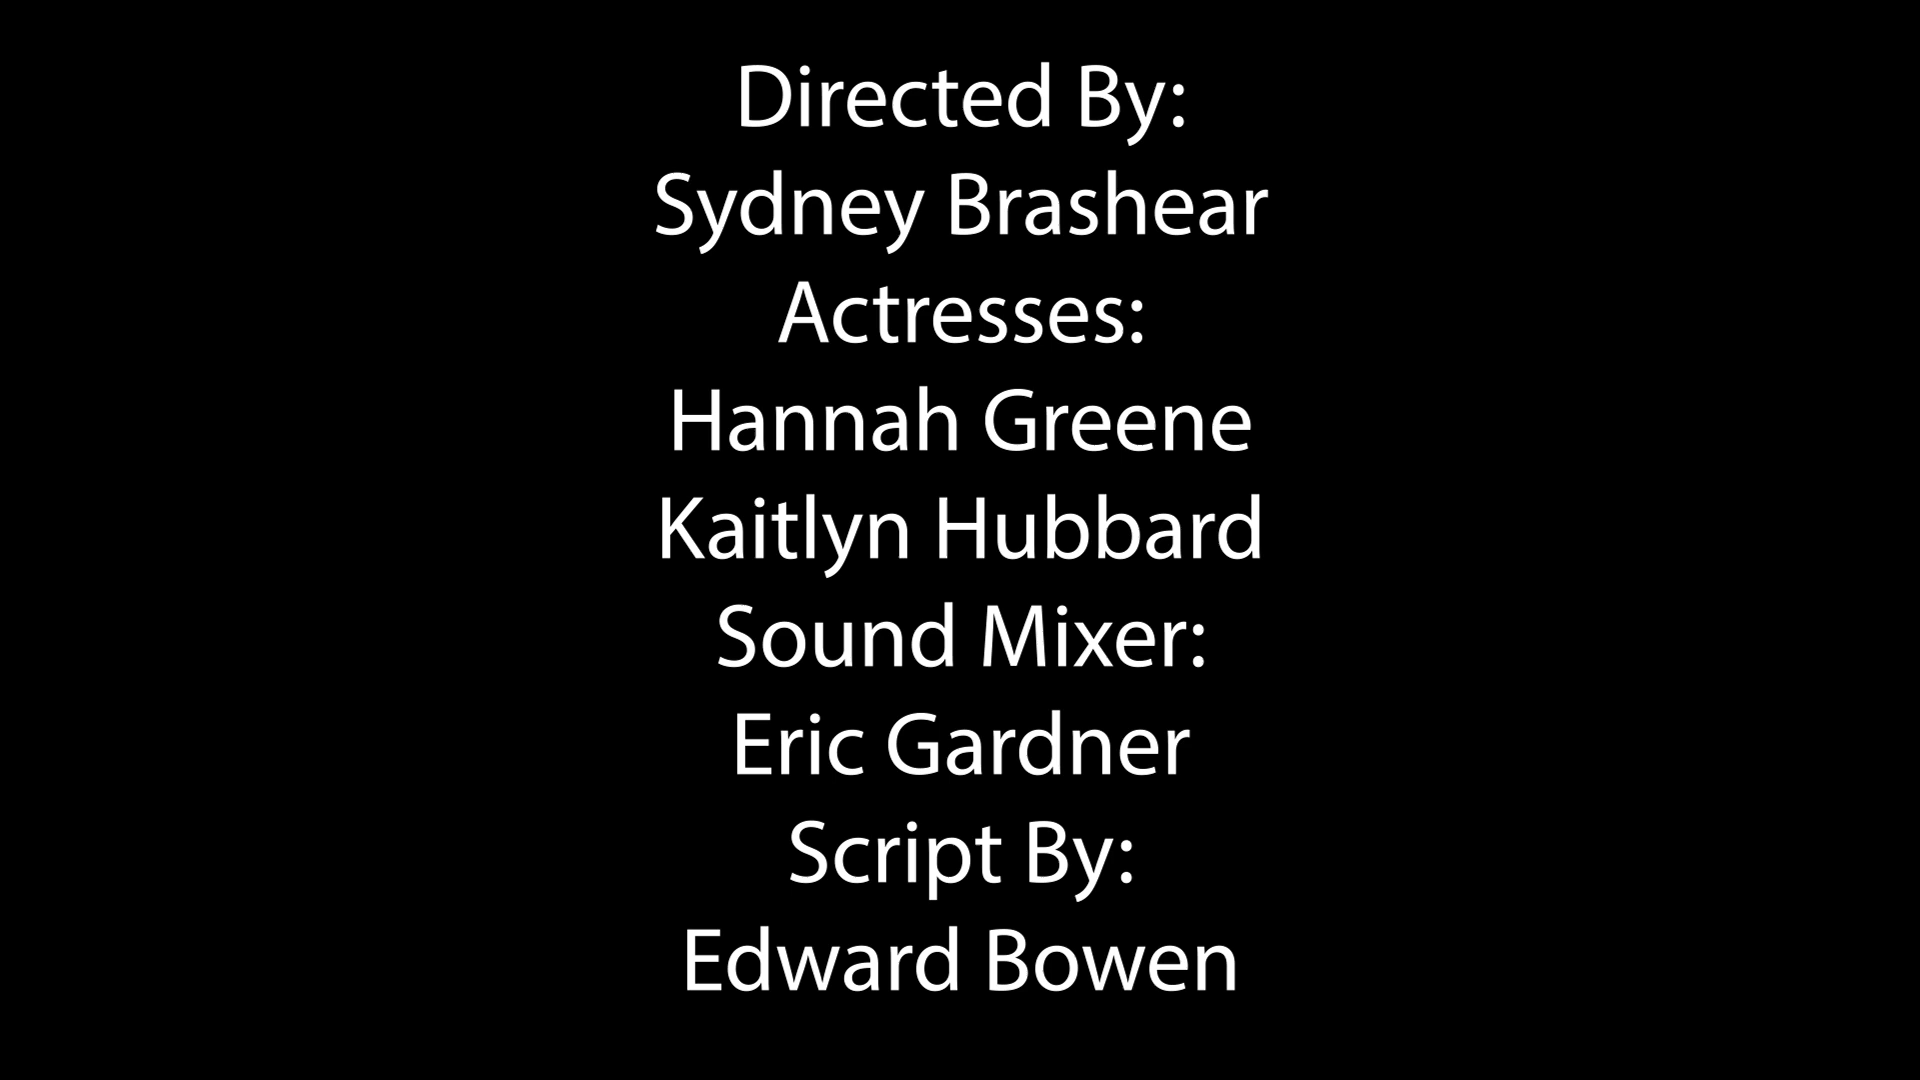 Directed By:
Sydney Brashear
Actresses:
Hannah Greene
Kaitlyn Hubbard
Sound Mixer:
Eric Gardner
Script By:
Edward Bowen